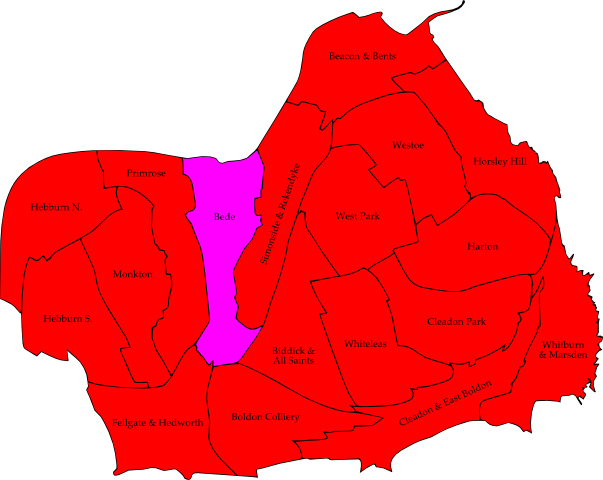 Beacon & Bents
Westoe
Horsley Hill
Primrose
Hebburn N.
Bede
Simonside & Rekendyke
West Park
Harton
Monkton
Hebburn S.
Cleadon Park
Whiteleas
Biddick &
All Saints
Whitburn
& Marsden
Cleadon & East Boldon
Fellgate & Hedworth
Boldon Colliery